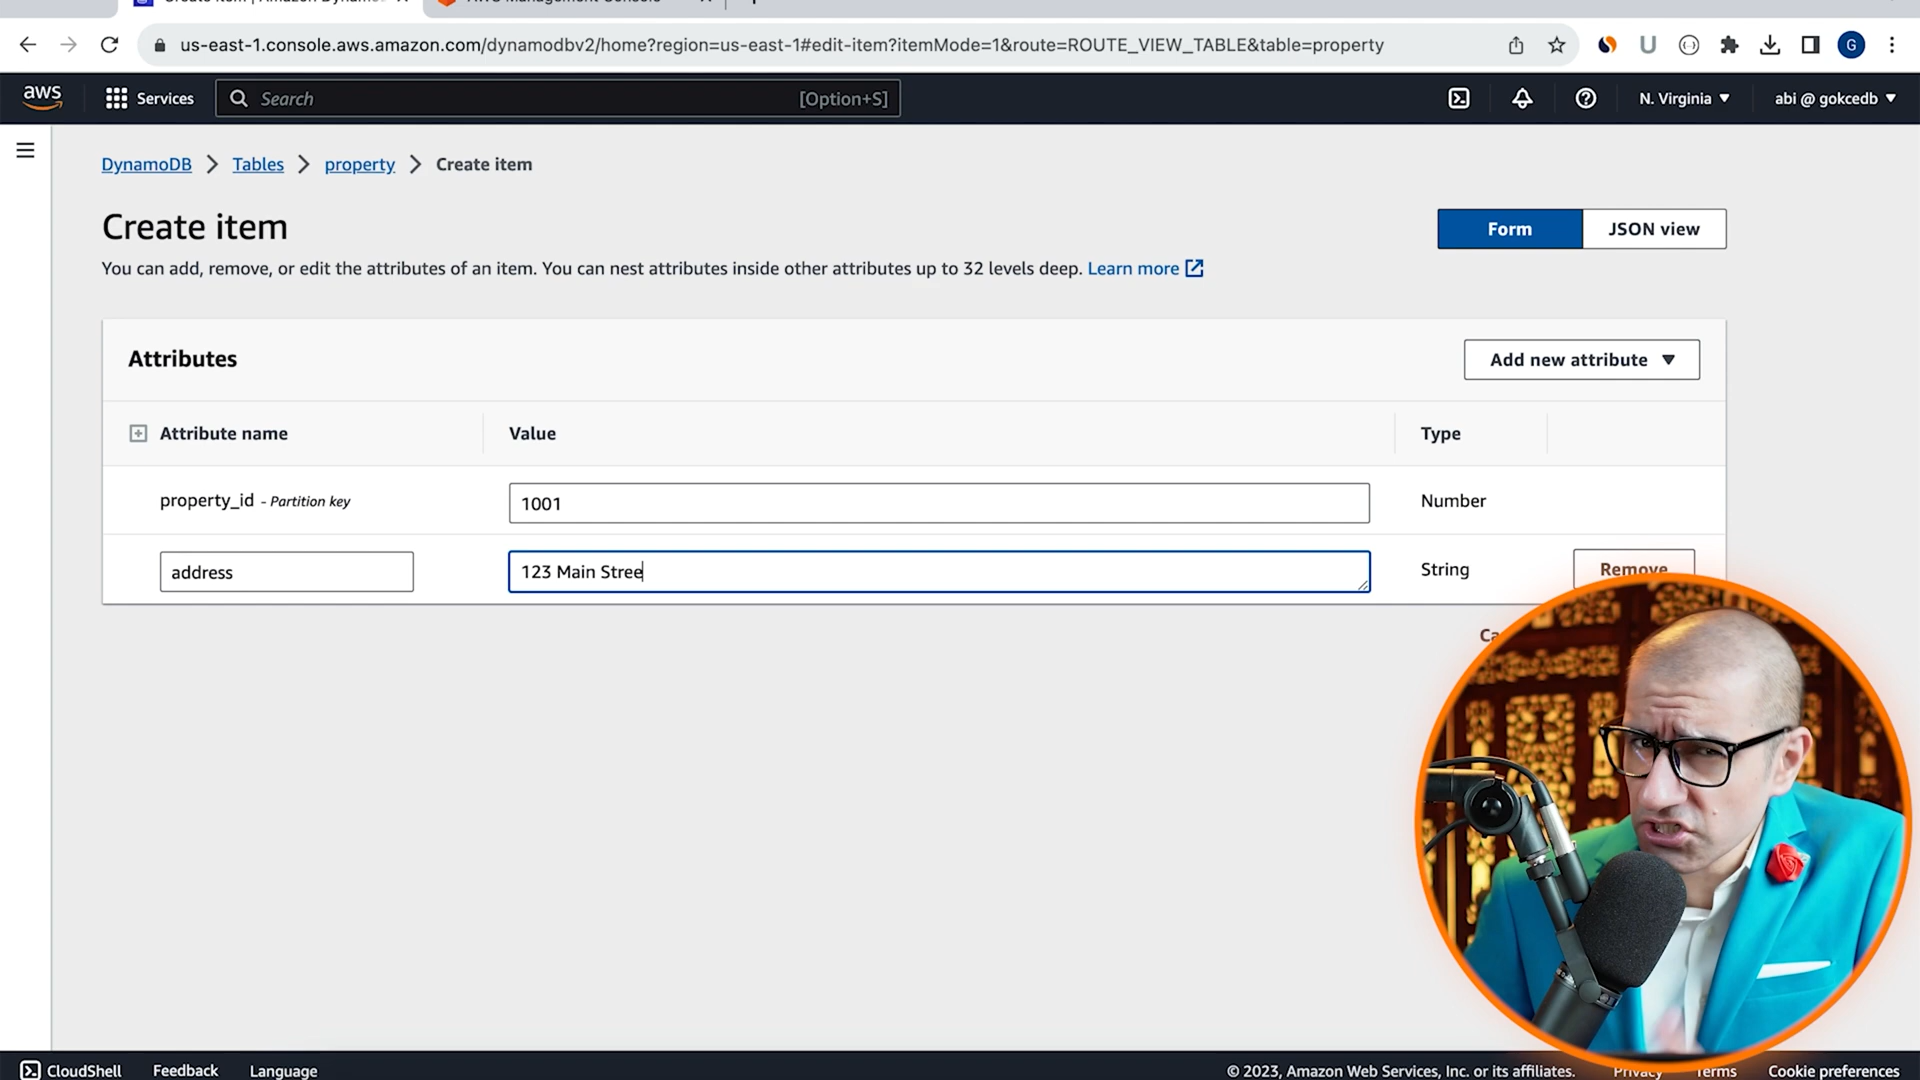 us-east-1.console.aws.amazon.com/dynamodbv2/home?region=us-east-1#edit-item?itemMode=1&route=ROUTE_VIEW_TABLE&table=property
G
aws
Services
Search
[Option+S]
N. Virginia
abi @ gokcedb
DynamoDB
Tables
property
Create item
Create item
Form
JSON view
You can add, remove, or edit the attributes of an item. You can nest attributes inside other attributes up to 32 levels deep. Learn more
Attributes
Add new attribute
Attribute name
Value
Type
property_id - Partition key
1001
Number
address
123 Main Stree
String
Remove
CloudShell
Feedback
Language
© 2023, Amazon Web Services, Inc. or its affiliates.
Privacy
Terms
Cookie preferences